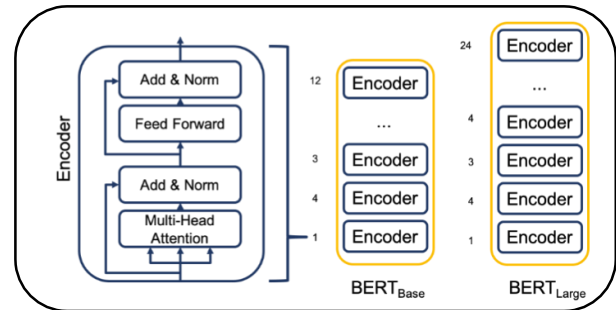 Encoder
Add & Norm
Feed Forward
Add & Norm
Multi-Head
Attention
12
Encoder
...
3
Encoder
4
Encoder
1
Encoder
BERTBase
24
Encoder
...
4
Encoder
3
Encoder
4
Encoder
1
Encoder
BERTLarge